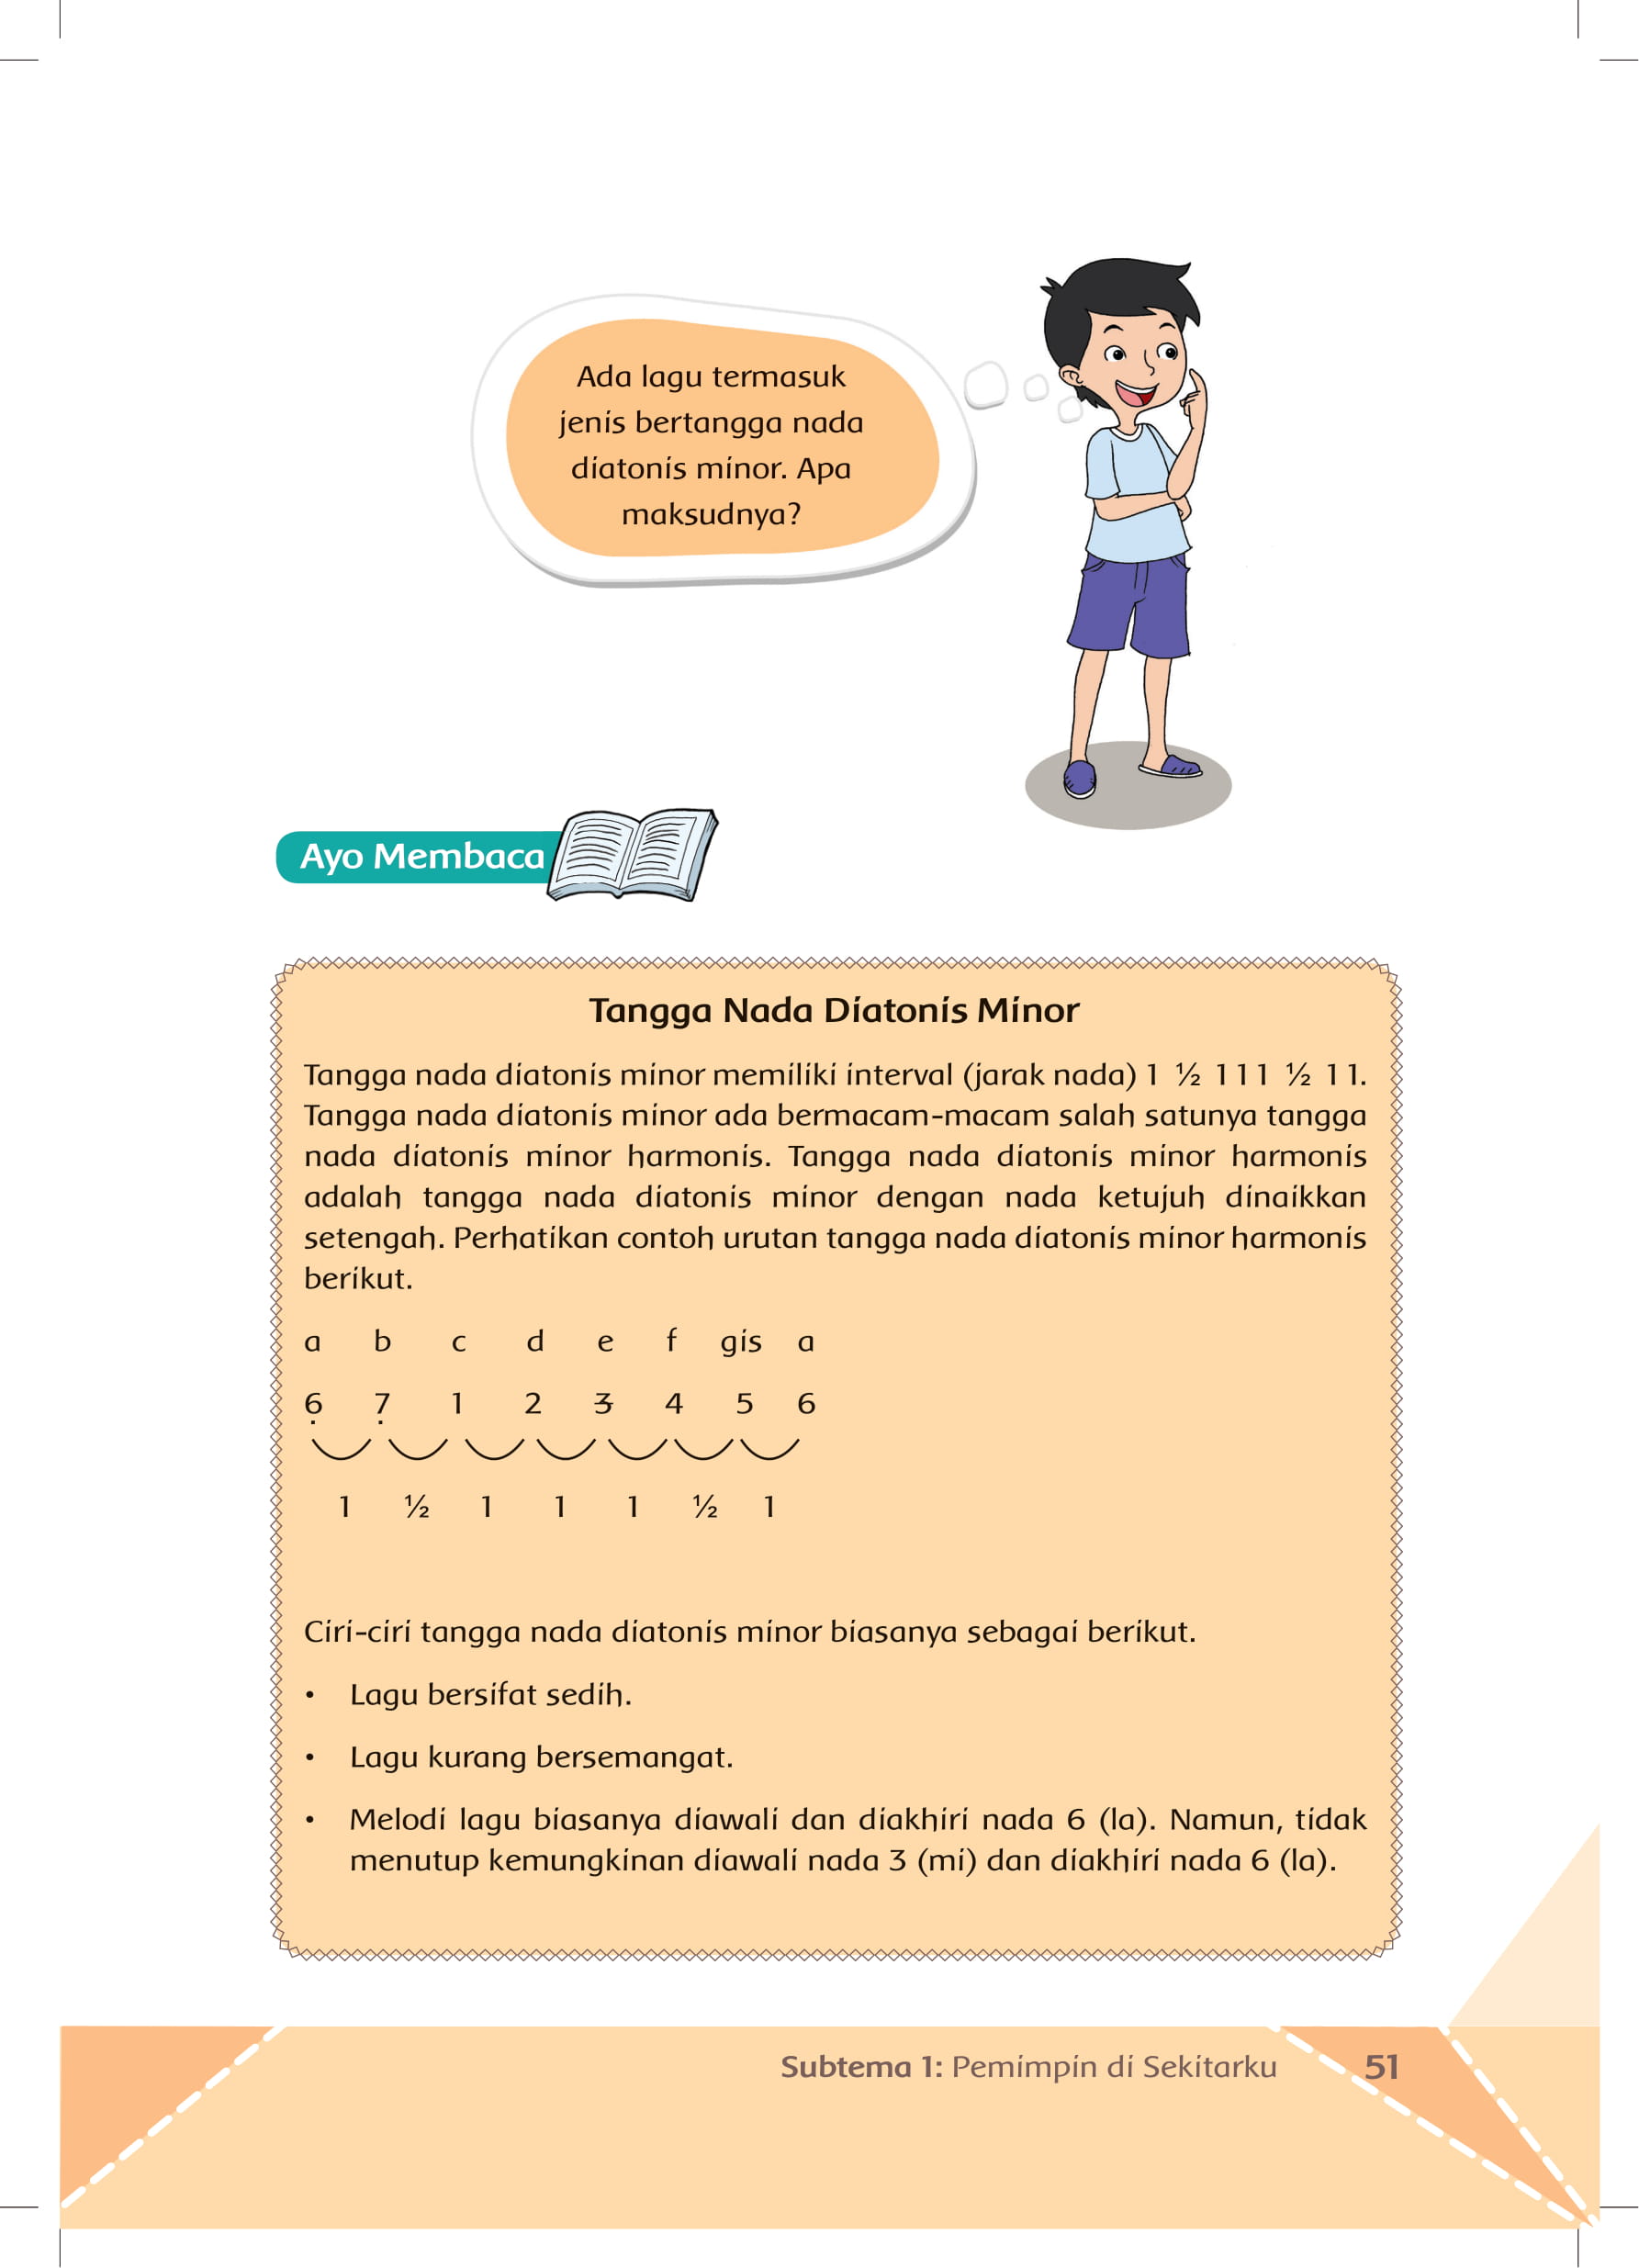 Ada lagu termasuk
jenis bertangga nada
diatonis minor. Apa
maksudnya?
Ayo Membaca
Tangga Nada Diatonis Minor
Tangga nada diatonis minor memiliki interval (jarak nada) 1 ½ 1 1 1 ½ 1 1.
Tangga nada diatonis minor ada bermacam-macam salah satunya tangga
nada diatonis minor harmonis. Tangga nada diatonis minor harmonis
adalah tangga nada diatonis minor dengan nada ketujuh dinaikkan
setengah. Perhatikan contoh urutan tangga nada diatonis minor harmonis
berikut.
a b c d e f gis a
6̣ 7̣ 1 2 3̶ 4 5 6
1 ½ 1 1 1 ½ 1
Ciri-ciri tangga nada diatonis minor biasanya sebagai berikut.
• Lagu bersifat sedih.
• Lagu kurang bersemangat.
• Melodi lagu biasanya diawali dan diakhiri nada 6 (la). Namun, tidak
menutup kemungkinan diawali nada 3 (mi) dan diakhiri nada 6 (la).
Subtema 1: Pemimpin di Sekitarku 51